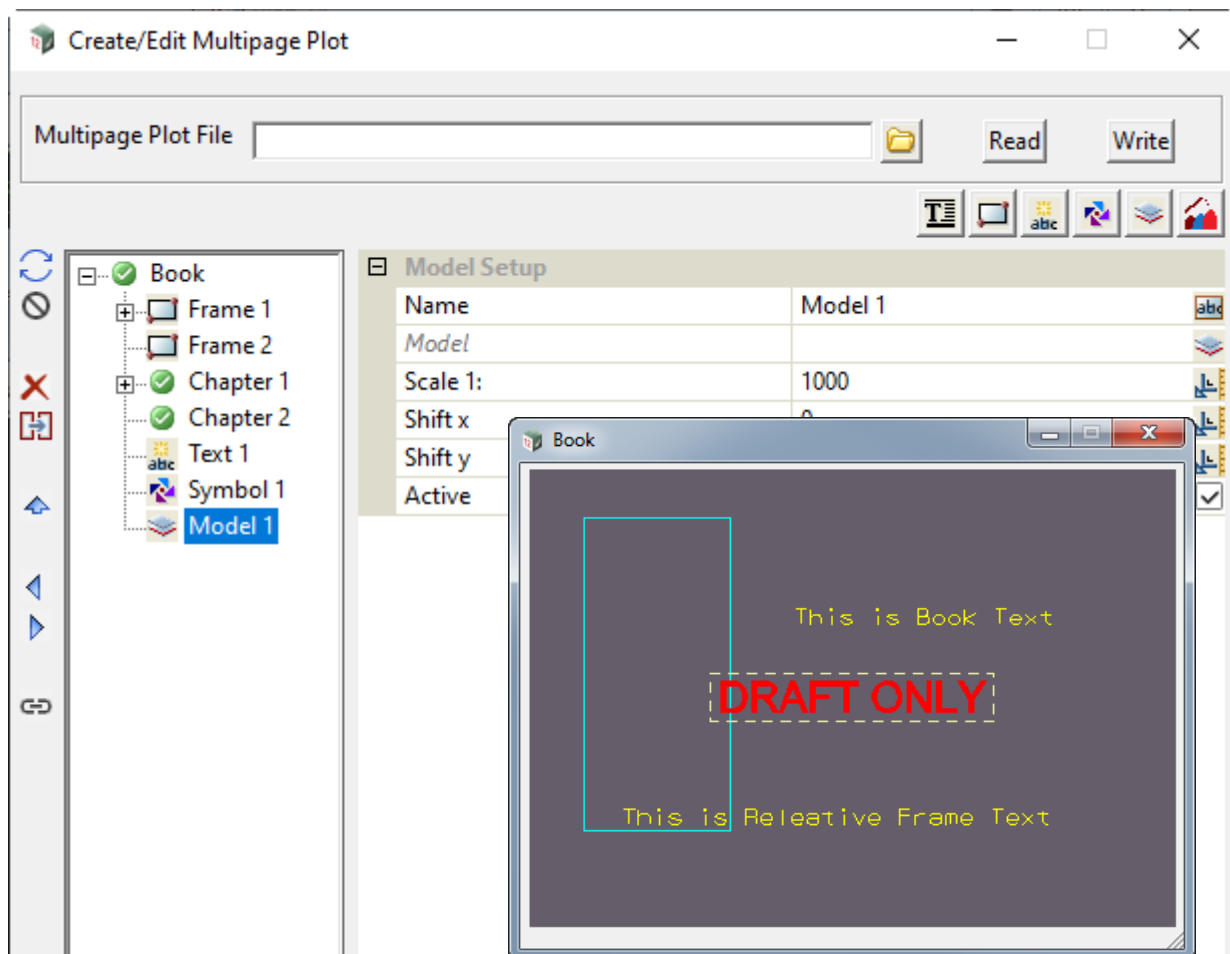 Create/Edit Multipage Plot
Multipage Plot File
Read
Write
Book
Frame 1
Frame 2
Chapter 1
Chapter 2
Text 1
Symbol 1
Model 1
Model Setup
Name Model 1
Model
Scale 1: 1000
Shift x
Shift y
Active
Book
This is Book Text
DRAFT ONLY
This is Releative Frame Text